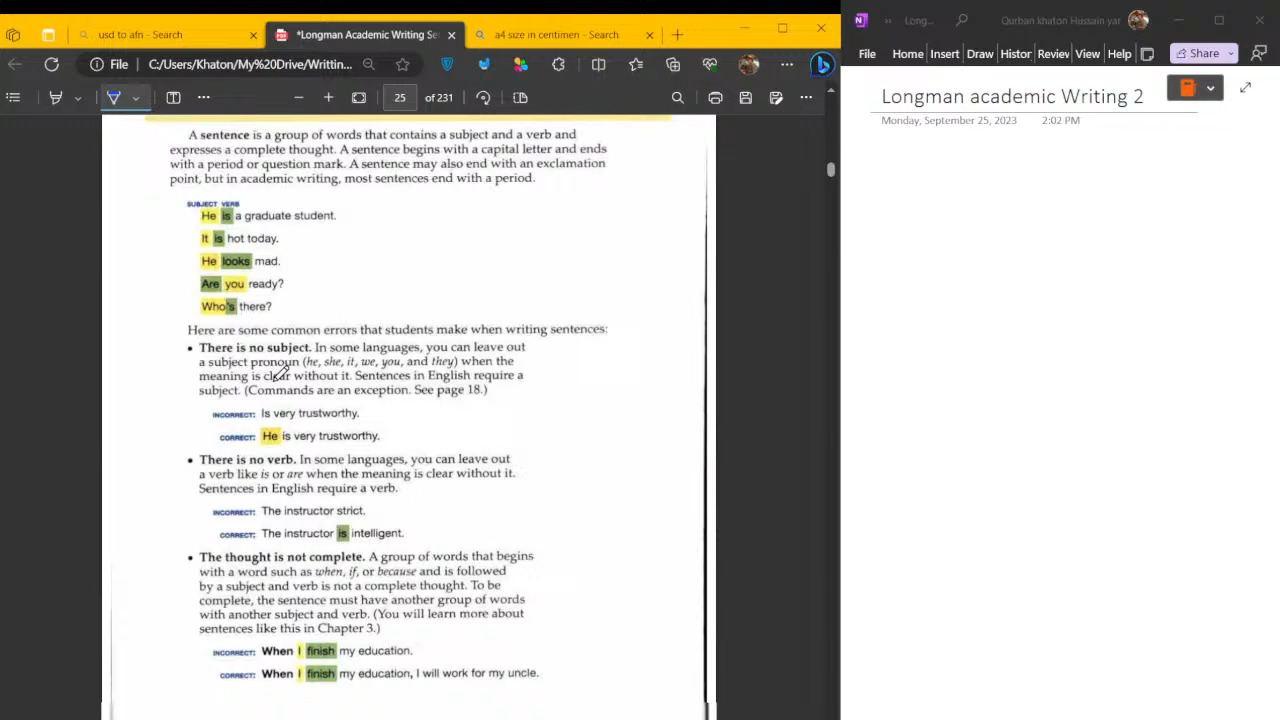 usd to afn - Search
*Longman Academic Writing Se
a4 size in centimen - Search
File
C:/Users/Khaton/My%20Drive/Writtin...
25 of 231
A sentence is a group of words that contains a subject and a verb and
expresses a complete thought. A sentence begins with a capital letter and ends
with a period or question mark. A sentence may also end with an exclamation
point, but in academic writing, most sentences end with a period.
SUBJECT VERB
He is a graduate student.
It is hot today.
He looks mad.
Are you ready?
Who's there?
Here are some common errors that students make when writing sentences:
• There is no subject. In some languages, you can leave out
a subject pronoun (he, she, it, we, you, and they) when the
meaning is clear without it. Sentences in English require a
subject. (Commands are an exception. See page 18.)
INCORRECT: Is very trustworthy.
CORRECT: He is very trustworthy.
• There is no verb. In some languages, you can leave out
a verb like is or are when the meaning is clear without it.
Sentences in English require a verb.
INCORRECT: The instructor strict.
CORRECT: The instructor is intelligent.
• The thought is not complete. A group of words that begins
with a word such as when, if, or because and is followed
by a subject and verb is not a complete thought. To be
complete, the sentence must have another group of words
with another subject and verb. (You will learn more about
sentences like this in Chapter 3.)
INCORRECT: When I finish my education.
CORRECT: When I finish my education, I will work for my uncle.
Long...
Qurban khaton Hussain yar
File Home Insert Draw Histor Review View Help Share
Longman academic Writing 2
Monday, September 25, 2023 2:02 PM